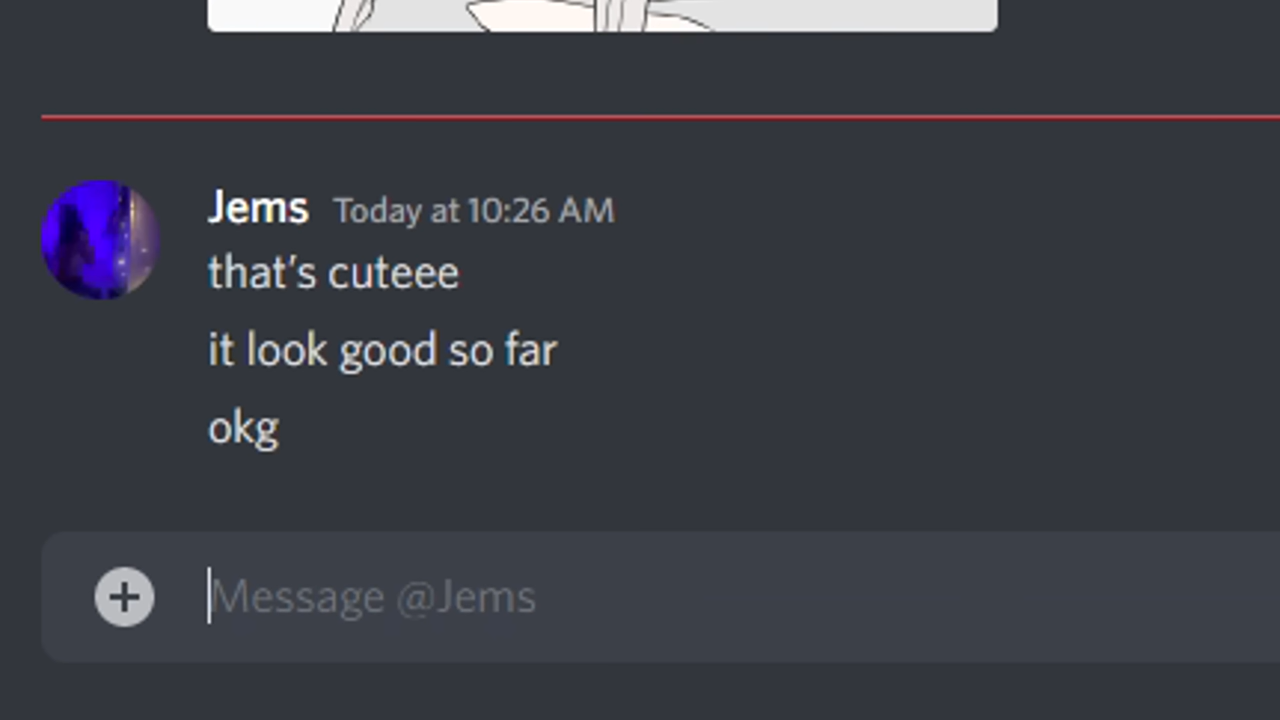 Jems Today at 10:26 AM
that's cuteee
it look good so far
okg
Message @Jems